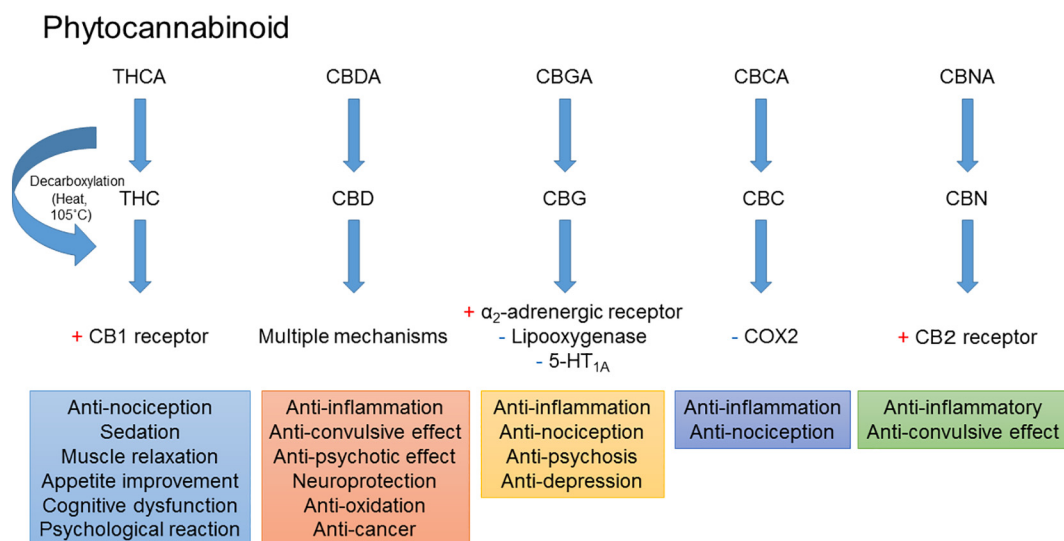 Phytocannabinoid
THCA
CBDA
CBGA
CBCA
CBNA
Decarboxylation
(Heat,
105°C)
THC
CBD
CBG
CBC
CBN
+ CB1 receptor
Multiple mechanisms
+ α₂-adrenergic receptor
- Lipooxygenase
- 5-HT₁A
- COX2
+ CB2 receptor
Anti-nociception
Sedation
Muscle relaxation
Appetite improvement
Cognitive dysfunction
Psychological reaction
Anti-inflammation
Anti-convulsive effect
Anti-psychotic effect
Neuroprotection
Anti-oxidation
Anti-cancer
Anti-inflammation
Anti-nociception
Anti-psychosis
Anti-depression
Anti-inflammation
Anti-nociception
Anti-inflammatory
Anti-convulsive effect